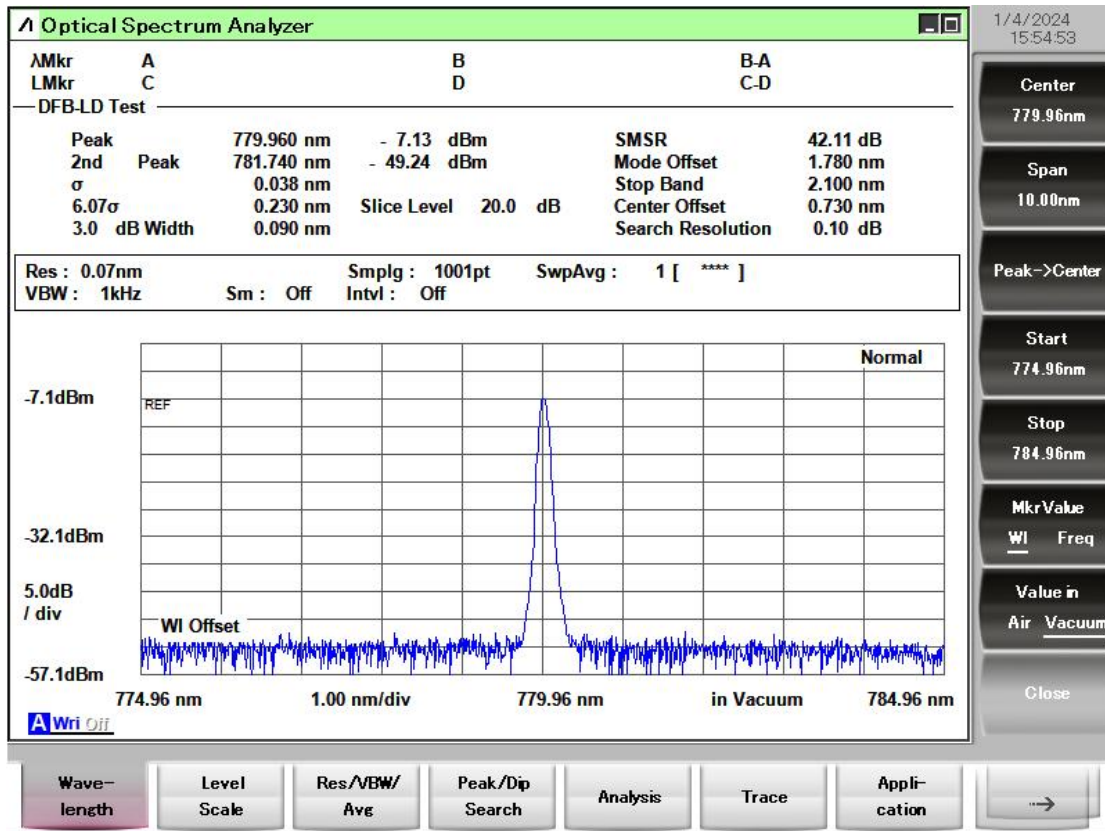 Optical Spectrum Analyzer
1/4/2024
15:54:53
λMkr A B B-A
LMkr C D C-D
DFB-LD Test
Peak 779.960 nm - 7.13 dBm SMSR 42.11 dB
2nd Peak 781.740 nm - 49.24 dBm Mode Offset 1.780 nm
σ 0.038 nm Stop Band 2.100 nm
6.07σ 0.230 nm Slice Level 20.0 dB Center Offset 0.730 nm
3.0 dB Width 0.090 nm Search Resolution 0.10 dB
Res : 0.07nm Smplg : 1001pt SwpAvg : 1 [ **** ]
VBW : 1kHz Sm : Off Intvl : Off
Normal
-7.1dBm
REF
-32.1dBm
5.0dB
/ div
Wl Offset
-57.1dBm
774.96 nm 1.00 nm/div 779.96 nm in Vacuum 784.96 nm
A Wri Off
Center
779.96nm
Span
10.00nm
Peak->Center
Start
774.96nm
Stop
784.96nm
Mkr Value
Wl Freq
Value in
Air Vacuum
Close
Wave-
length
Level
Scale
Res/VBW/
Avg
Peak/Dip
Search
Analysis
Trace
Appli-
cation